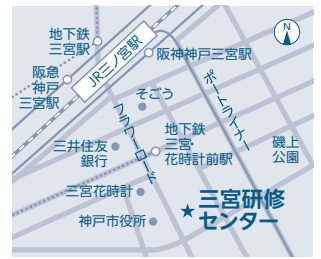 N
地下鉄
三宮駅
JR三ノ宮駅
阪神神戸三宮駅
阪急
神戸
三宮駅
そごう
フラワーロード
ポートライナー
三井住友
銀行
地下鉄
三宮・
花時計前駅
磯上
公園
三宮花時計
神戸市役所
★三宮研修
センター